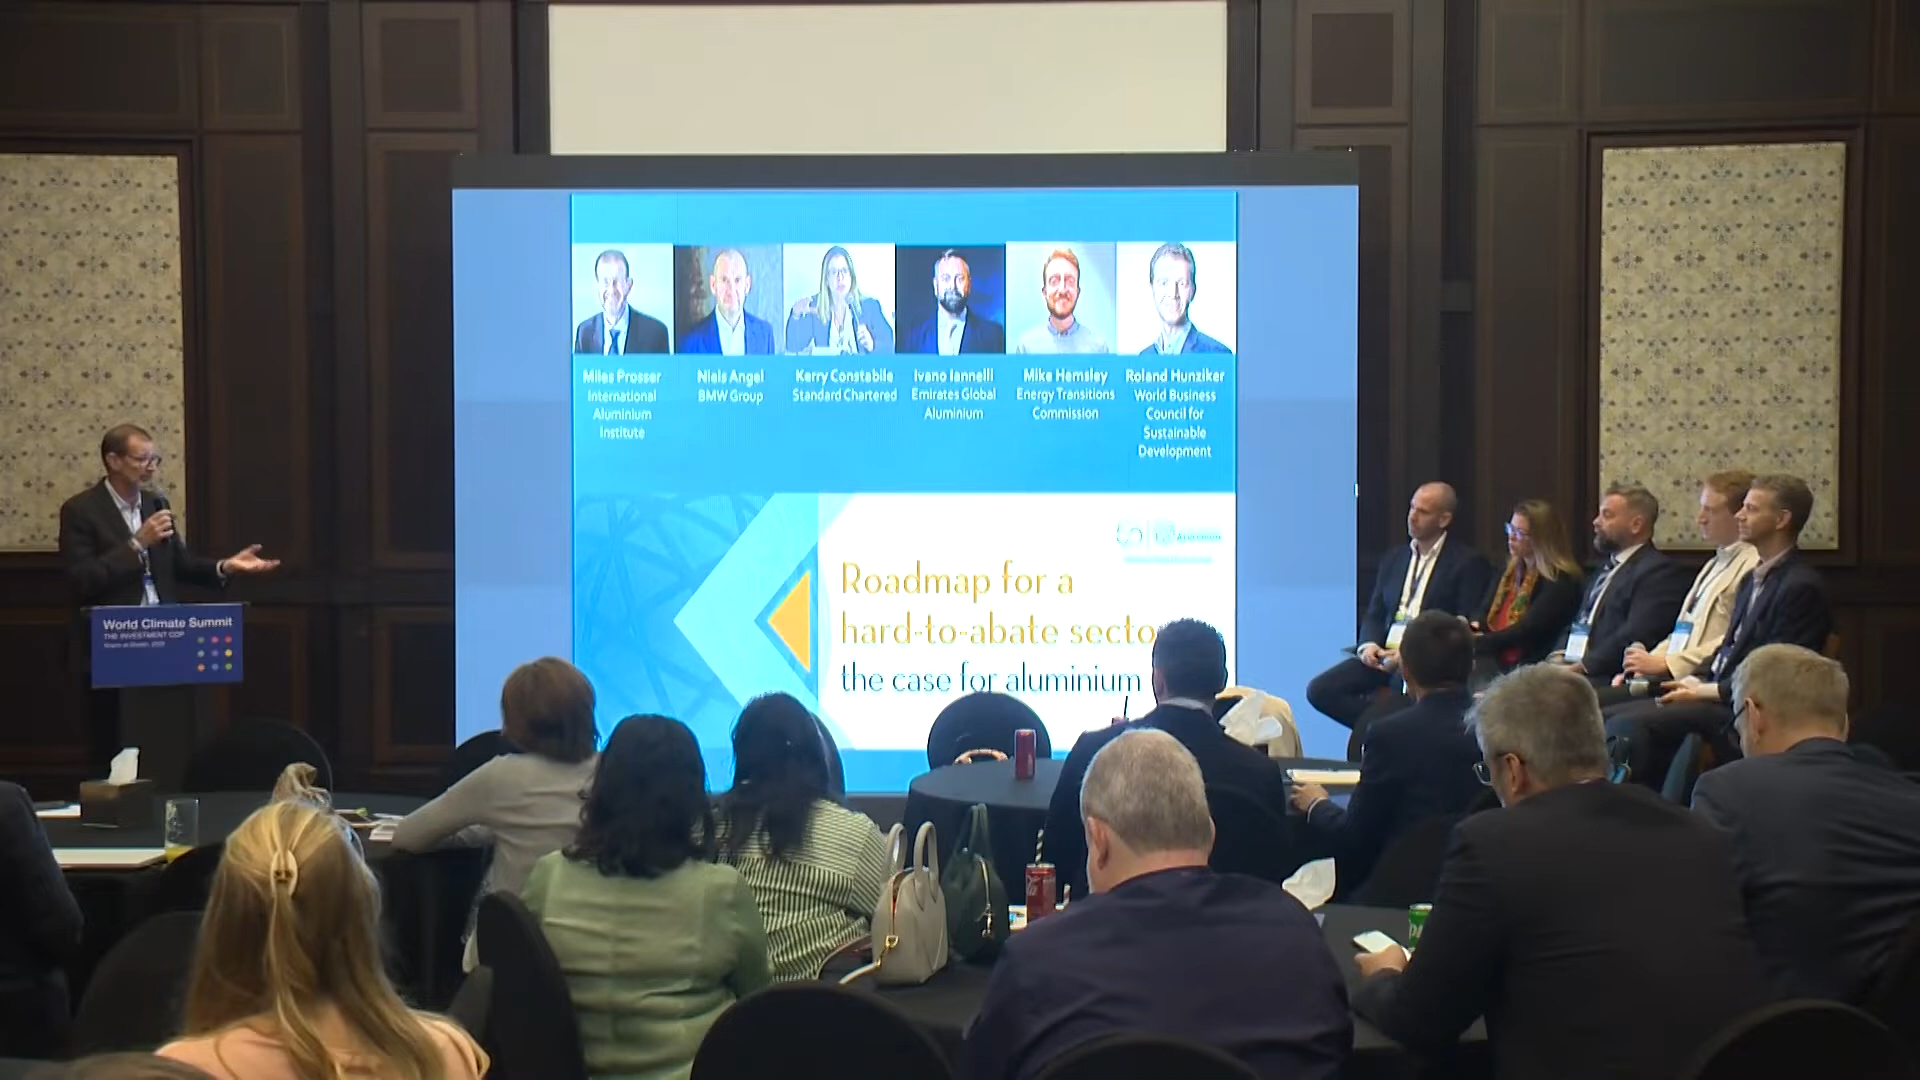 Miles Prosser
International
Aluminium
Institute
Niels Angel
BMW Group
Kerry Constabile
Standard Chartered
Ivano Iannelli
Emirates Global
Aluminium
Mike Hemsley
Energy Transitions
Commission
Roland Hunziker
World Business
Council for
Sustainable
Development
Aluminium
Roadmap for a
hard-to-abate secto
the case for aluminium
World Climate Summit
THE INVESTMENT COP